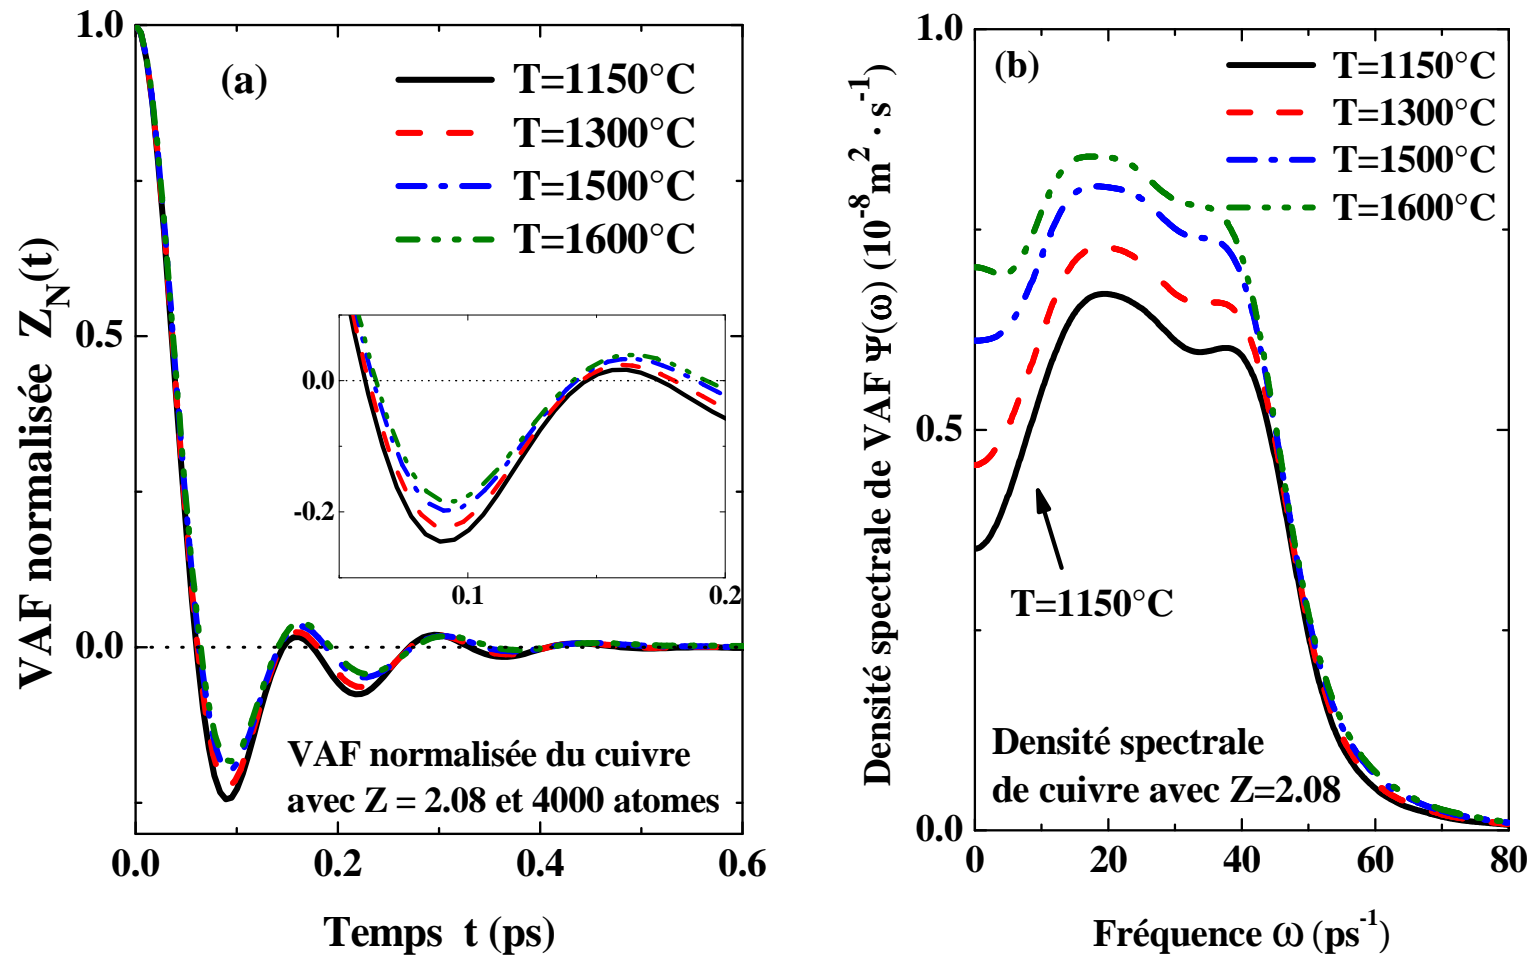 (a)
T=1150°C
T=1300°C
T=1500°C
T=1600°C
VAF normalisée Z_N(t)
1.0
0.5
0.0
0.0
-0.2
0.1
0.2
VAF normalisée du cuivre
avec Z = 2.08 et 4000 atomes
0.0
0.2
0.4
0.6
Temps t (ps)
(b)
T=1150°C
T=1300°C
T=1500°C
T=1600°C
Densité spectrale de VAF Ψ(ω) (10⁻⁸m² · s⁻¹)
1.0
0.5
0.0
T=1150°C
Densité spectrale
de cuivre avec Z=2.08
0
20
40
60
80
Fréquence ω (ps⁻¹)